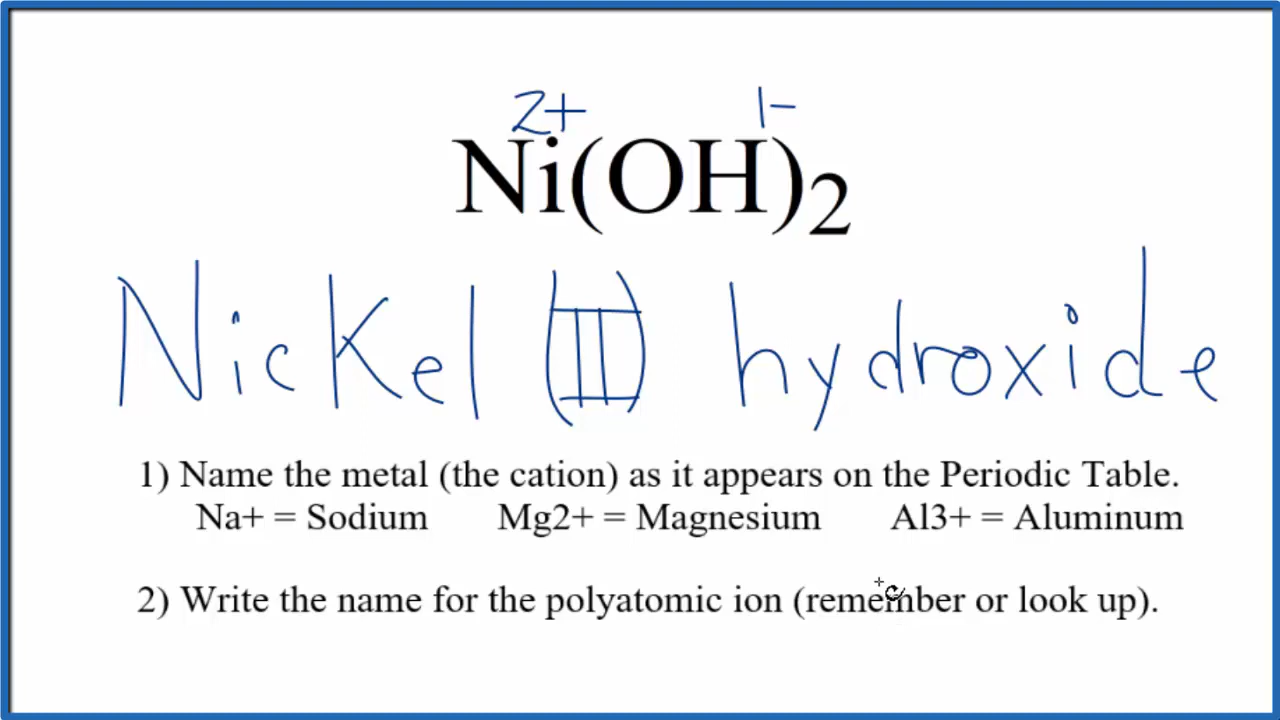 2+ 1-
Ni(OH)2
Nickel (II) hydroxide
1) Name the metal (the cation) as it appears on the Periodic Table.
Na+ = Sodium Mg2+ = Magnesium Al3+ = Aluminum
2) Write the name for the polyatomic ion (remember or look up).